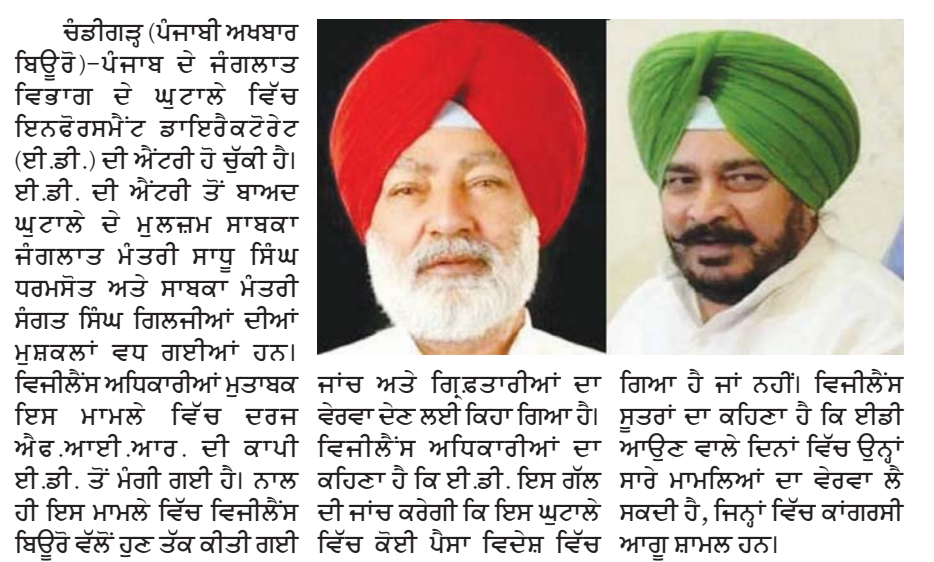 ਚੰਡੀਗੜ੍ਹ (ਪੰਜਾਬੀ ਅਖਬਾਰ
ਬਿਊਰੋ)-ਪੰਜਾਬ ਦੇ ਜੰਗਲਾਤ
ਵਿਭਾਗ ਦੇ ਘੁਟਾਲੇ ਵਿੱਚ
ਇਨਫੋਰਸਮੈਂਟ ਡਾਇਰੈਕਟੋਰੇਟ
(ਈ.ਡੀ.) ਦੀ ਐਂਟਰੀ ਹੋ ਚੁੱਕੀ ਹੈ।
ਈ.ਡੀ. ਦੀ ਐਂਟਰੀ ਤੋਂ ਬਾਅਦ
ਘੁਟਾਲੇ ਦੇ ਮੁਲਜ਼ਮ ਸਾਬਕਾ
ਜੰਗਲਾਤ ਮੰਤਰੀ ਸਾਧੂ ਸਿੰਘ
ਧਰਮਸੋਤ ਅਤੇ ਸਾਬਕਾ ਮੰਤਰੀ
ਸੰਗਤ ਸਿੰਘ ਗਿਲਜੀਆਂ ਦੀਆਂ
ਮੁਸ਼ਕਲਾਂ ਵਧ ਗਈਆਂ ਹਨ।
ਵਿਜੀਲੈਂਸ ਅਧਿਕਾਰੀਆਂ ਮੁਤਾਬਕ
ਇਸ ਮਾਮਲੇ ਵਿੱਚ ਦਰਜ
ਐਫ.ਆਈ.ਆਰ. ਦੀ ਕਾਪੀ
ਈ.ਡੀ. ਤੋਂ ਮੰਗੀ ਗਈ ਹੈ। ਨਾਲ
ਹੀ ਇਸ ਮਾਮਲੇ ਵਿੱਚ ਵਿਜੀਲੈਂਸ
ਬਿਊਰੋ ਵੱਲੋਂ ਹੁਣ ਤੱਕ ਕੀਤੀ ਗਈ
ਜਾਂਚ ਅਤੇ ਗ੍ਰਿਫ਼ਤਾਰੀਆਂ ਦਾ
ਵੇਰਵਾ ਦੇਣ ਲਈ ਕਿਹਾ ਗਿਆ ਹੈ।
ਵਿਜੀਲੈਂਸ ਅਧਿਕਾਰੀਆਂ ਦਾ
ਕਹਿਣਾ ਹੈ ਕਿ ਈ.ਡੀ. ਇਸ ਗੱਲ
ਦੀ ਜਾਂਚ ਕਰੇਗੀ ਕਿ ਇਸ ਘੁਟਾਲੇ
ਵਿੱਚ ਕੋਈ ਪੈਸਾ ਵਿਦੇਸ਼ ਵਿੱਚ
ਗਿਆ ਹੈ ਜਾਂ ਨਹੀਂ। ਵਿਜੀਲੈਂਸ
ਸੂਤਰਾਂ ਦਾ ਕਹਿਣਾ ਹੈ ਕਿ ਈਡੀ
ਆਉਣ ਵਾਲੇ ਦਿਨਾਂ ਵਿੱਚ ਉਨ੍ਹਾਂ
ਸਾਰੇ ਮਾਮਲਿਆਂ ਦਾ ਵੇਰਵਾ ਲੈ
ਸਕਦੀ ਹੈ, ਜਿਨ੍ਹਾਂ ਵਿੱਚ ਕਾਂਗਰਸੀ
ਆਗੂ ਸ਼ਾਮਲ ਹਨ।